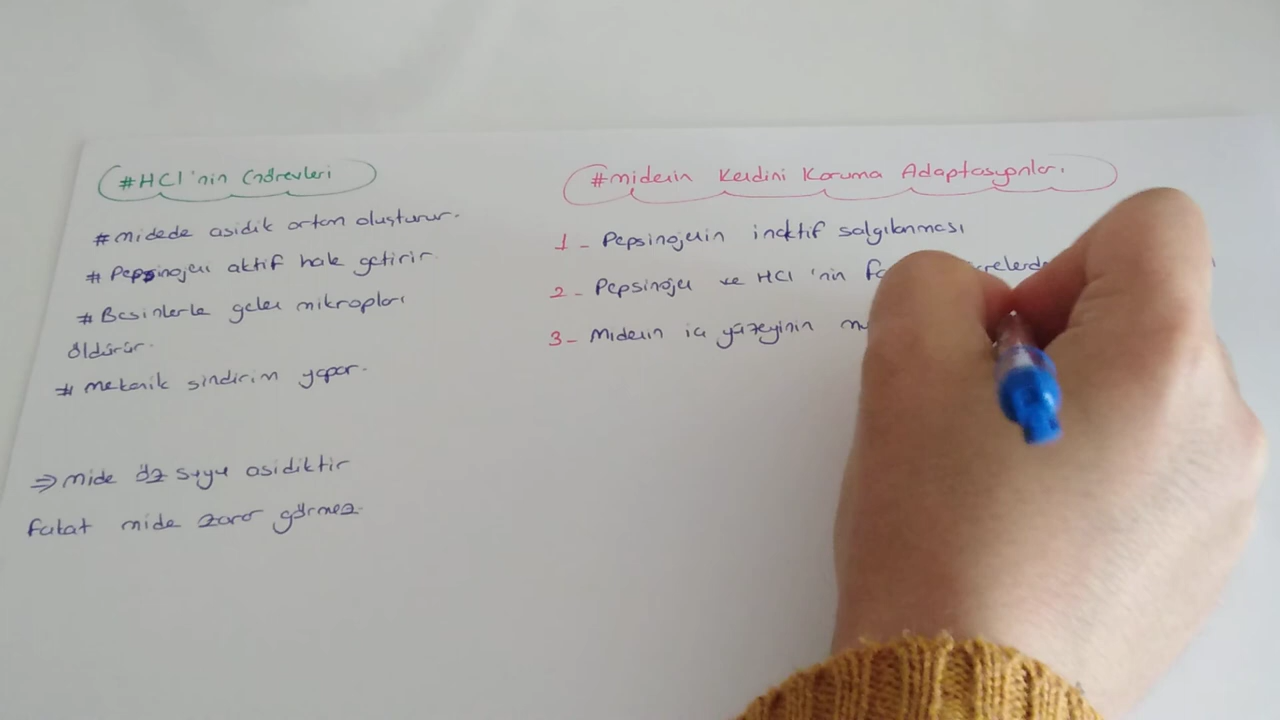 #HCl'nin Görevleri
# midede asidik ortam oluşturur.
# Pepsinojeni aktif hale getirir.
# Besinlerle gelen mikropları
öldürür.
# mekanik sindirim yapar.
⇒ mide öz suyu asidiktir
fakat mide zarar görmez.
#midenin Kendini Koruma Adaptasyonları.
1- Pepsinojenin inaktif salgılanması
2- Pepsinojen ve HCl'nin
3- Midenin iç yüzeyinin